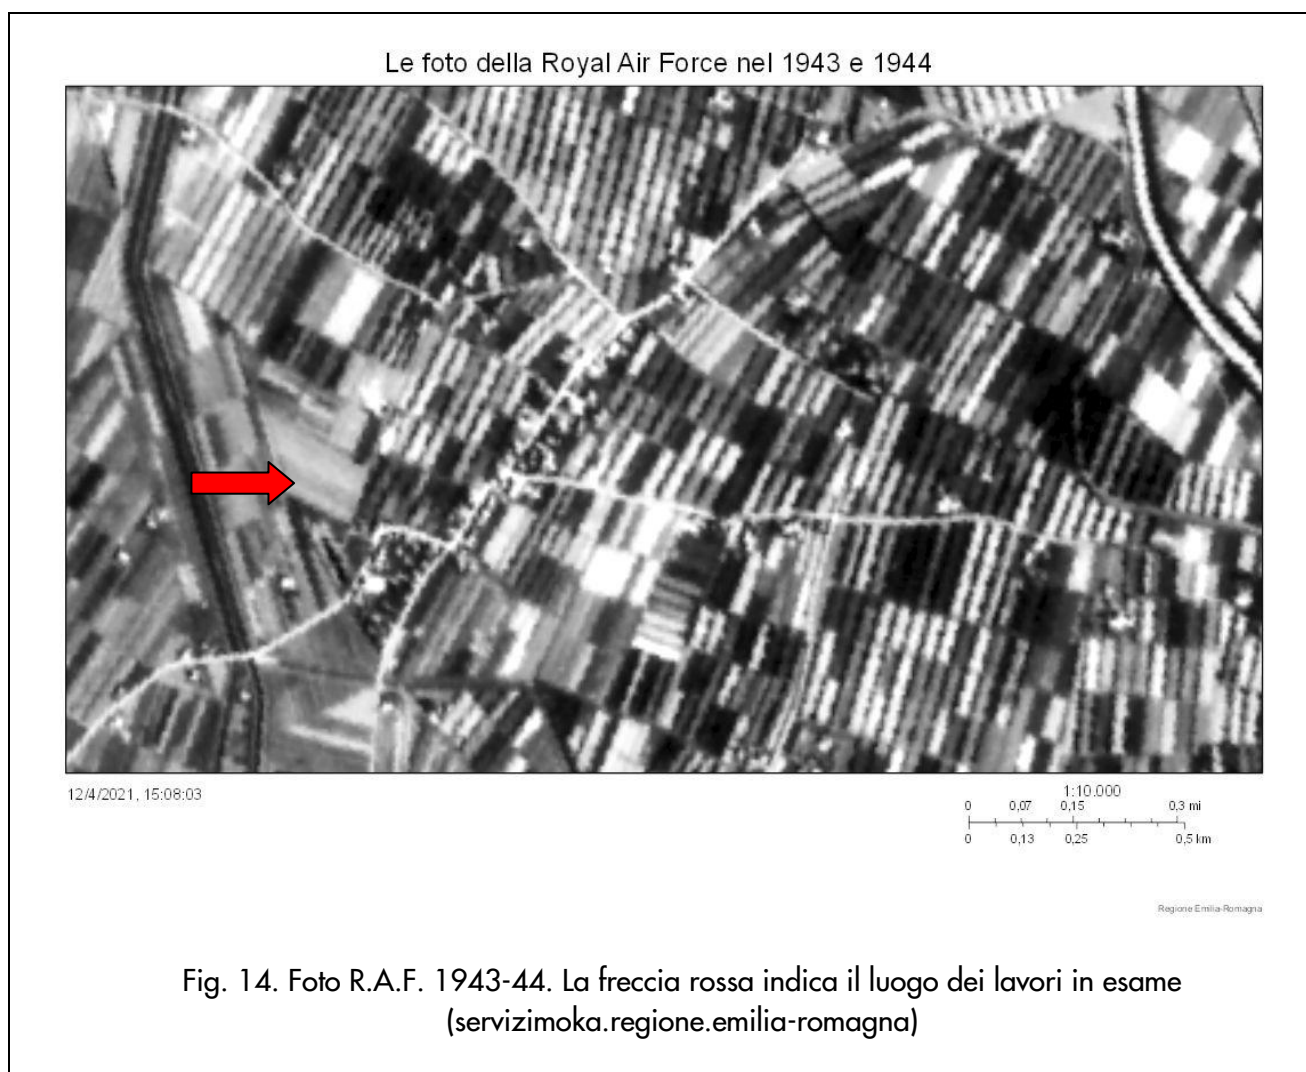 Le foto della Royal Air Force nel 1943 e 1944
12/4/2021, 15:08:03
1:10.000
0 0,07 0,15 0,3 mi
0 0,13 0,25 0,5 km
Regione Emilia-Romagna
Fig. 14. Foto R.A.F. 1943-44. La freccia rossa indica il luogo dei lavori in esame
(servizimoka.regione.emilia-romagna)